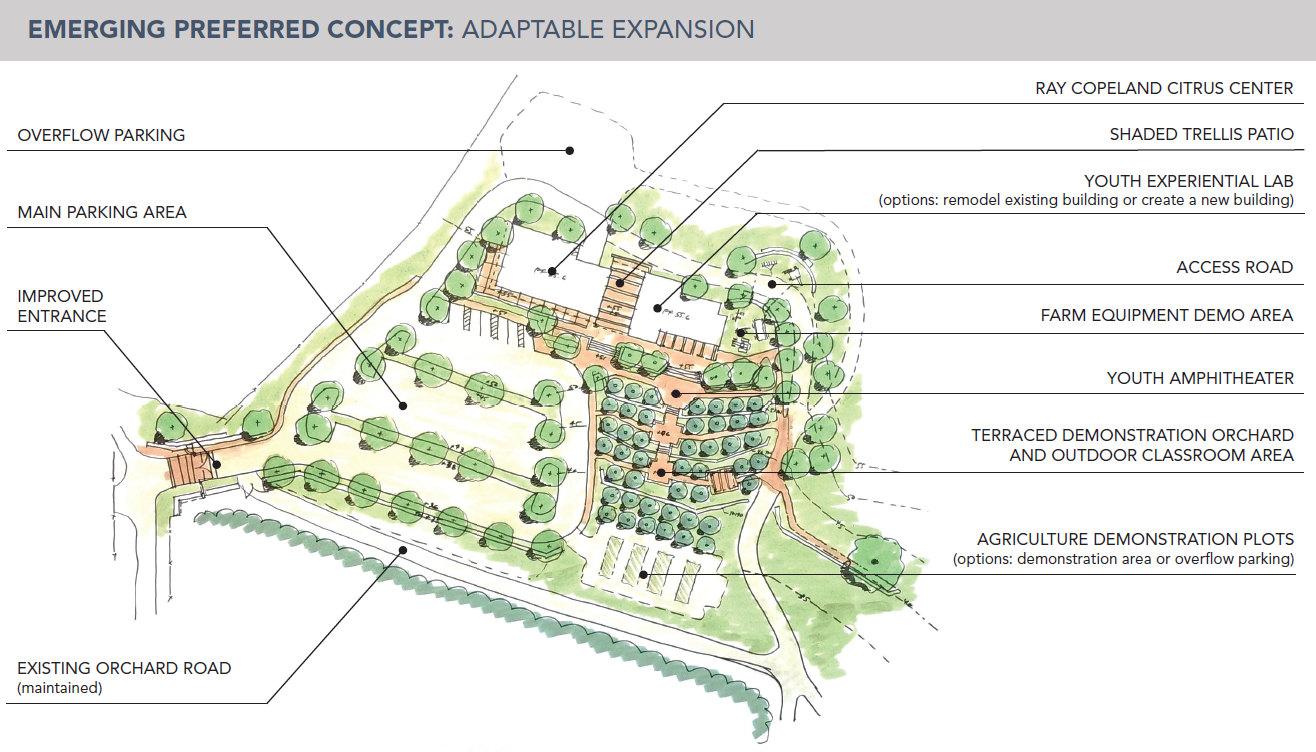 EMERGING PREFERRED CONCEPT: ADAPTABLE EXPANSION
OVERFLOW PARKING
MAIN PARKING AREA
IMPROVED
ENTRANCE
EXISTING ORCHARD ROAD
(maintained)
RAY COPELAND CITRUS CENTER
SHADED TRELLIS PATIO
YOUTH EXPERIENTIAL LAB
(options: remodel existing building or create a new building)
ACCESS ROAD
FARM EQUIPMENT DEMO AREA
YOUTH AMPHITHEATER
TERRACED DEMONSTRATION ORCHARD
AND OUTDOOR CLASSROOM AREA
AGRICULTURE DEMONSTRATION PLOTS
(options: demonstration area or overflow parking)